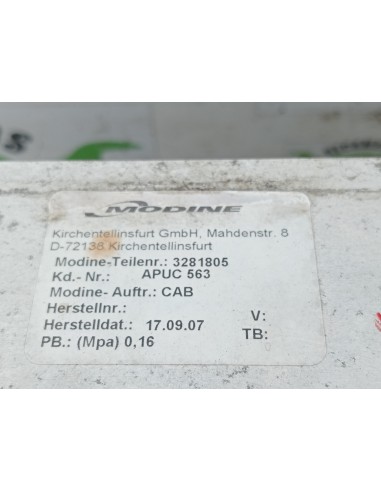 MODINE
Kirchentellinsfurt GmbH, Mahdenstr. 8
D-72138 Kirchentellinsfurt
Modine-Teilenr.: 3281805
Kd.- Nr.: APUC 563
Modine- Auftr.: CAB
Herstellnr.:
Herstelldat.: 17.09.07 V:
PB.: (Mpa) 0,16 TB: